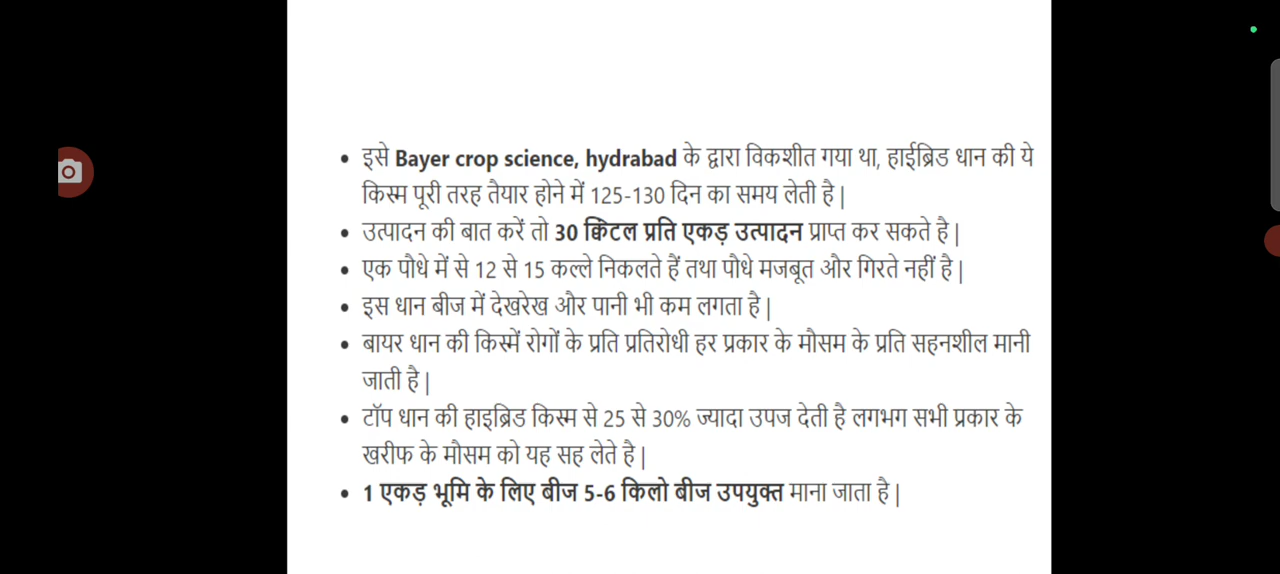 • इसे Bayer crop science, hydrabad के द्वारा विकशीत गया था, हाईब्रिड धान की ये
किस्म पूरी तरह तैयार होने में 125-130 दिन का समय लेती है |
• उत्पादन की बात करें तो 30 क्विंटल प्रति एकड़ उत्पादन प्राप्त कर सकते है |
• एक पौधे में से 12 से 15 कल्ले निकलते हैं तथा पौधे मजबूत और गिरते नहीं है |
• इस धान बीज में देखरेख और पानी भी कम लगता है |
• बायर धान की किस्में रोगों के प्रति प्रतिरोधी हर प्रकार के मौसम के प्रति सहनशील मानी
जाती है |
• टॉप धान की हाइब्रिड किस्म से 25 से 30% ज्यादा उपज देती है लगभग सभी प्रकार के
खरीफ के मौसम को यह सह लेते है |
• 1 एकड़ भूमि के लिए बीज 5-6 किलो बीज उपयुक्त माना जाता है |